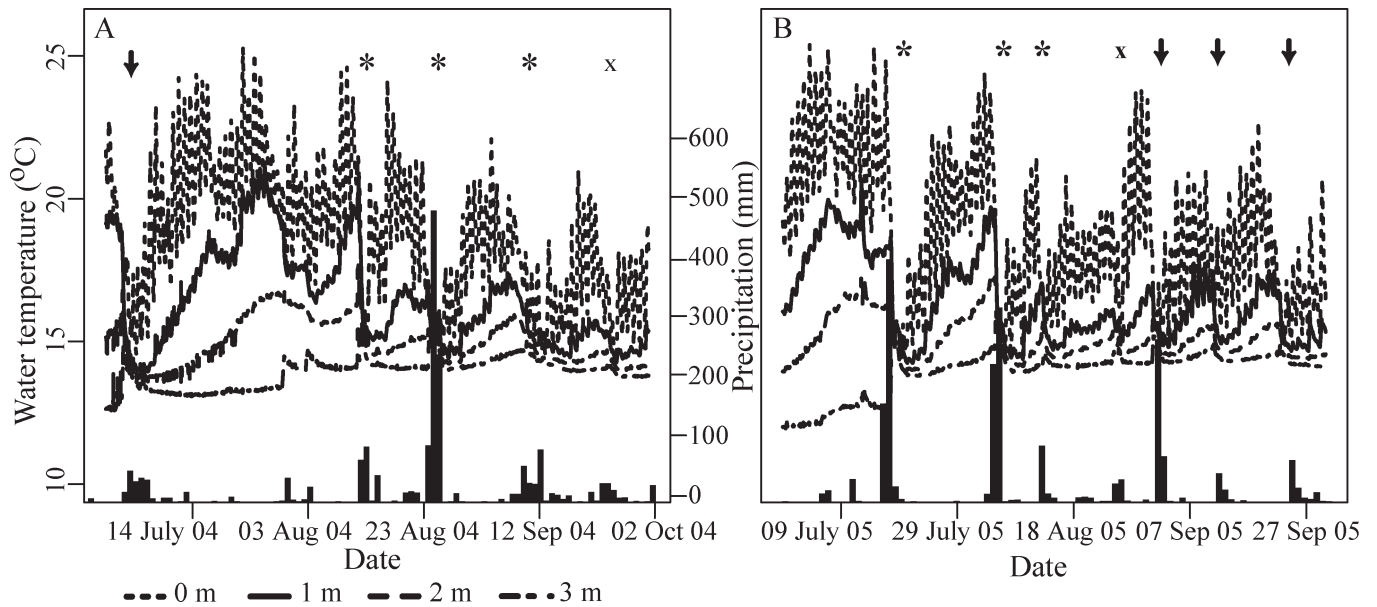 A
* * * x
B
* * * x
25
20
15
10
Water temperature (ºC)
600
500
400
300
200
100
0
Precipitation (mm)
14 July 04 03 Aug 04 23 Aug 04 12 Sep 04 02 Oct 04
Date
09 July 05 29 July 05 18 Aug 05 07 Sep 05 27 Sep 05
Date
0 m 1 m 2 m 3 m